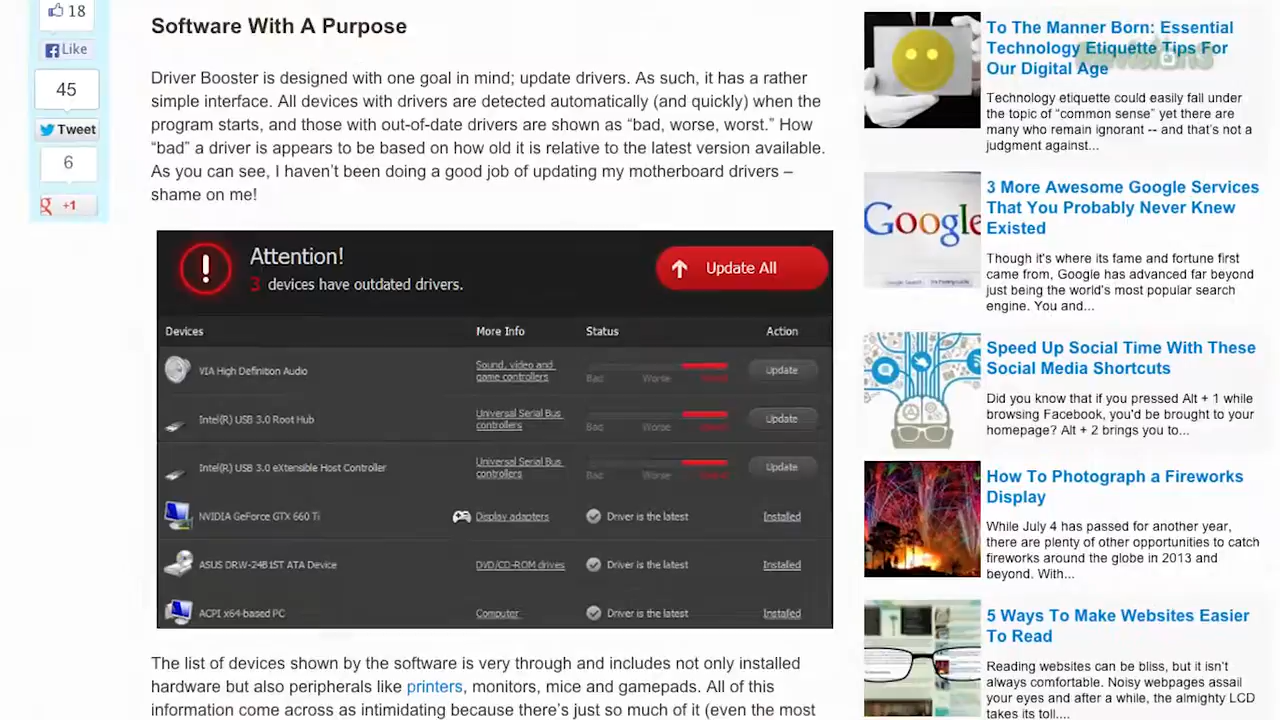 18
Like
45
Tweet
6
+1
Software With A Purpose
Driver Booster is designed with one goal in mind; update drivers. As such, it has a rather
simple interface. All devices with drivers are detected automatically (and quickly) when the
program starts, and those with out-of-date drivers are shown as “bad, worse, worst.” How
“bad” a driver is appears to be based on how old it is relative to the latest version available.
As you can see, I haven’t been doing a good job of updating my motherboard drivers –
shame on me!
Attention!
3 devices have outdated drivers.
Update All
Devices More Info Status Action
VIA High Definiton Audio
Sound, video and
game controllers
Bad Worse
Update
Intel(R) USB 3.0 Root Hub
Universal Serial Bus
controllers
Bad Worse
Update
Intel(R) USB 3.0 eXtensible Host Controller
Universal Serial Bus
controllers
Bad Worse
Update
NVIDIA GeForce GTX 660 Ti Display adapters Driver is the latest Installed
ASUS DRW-24B1ST ATA Device DVD/CD-ROM drives Driver is the latest Installed
ACPI x64-based PC Computer Driver is the latest Installed
The list of devices shown by the software is very through and includes not only installed
hardware but also peripherals like printers, monitors, mice and gamepads. All of this
information come across as intimidating because there’s just so much of it (even the most
To The Manner Born: Essential
Technology Etiquette Tips For
Our Digital Age
Technology etiquette could easily fall under
the topic of “common sense” yet there are
many who remain ignorant -- and that’s not a
judgment against...
Google
3 More Awesome Google Services
That You Probably Never Knew
Existed
Though it’s where its fame and fortune first
came from, Google has advanced far beyond
just being the world’s most popular search
engine. You and...
Speed Up Social Time With These
Social Media Shortcuts
Did you know that if you pressed Alt + 1 while
browsing Facebook, you’d be brought to your
homepage? Alt + 2 brings you to...
How To Photograph a Fireworks
Display
While July 4 has passed for another year,
there are plenty of other opportunities to catch
fireworks around the globe in 2013 and
beyond. With...
5 Ways To Make Websites Easier
To Read
Reading websites can be bliss, but it isn’t
always comfortable. Noisy webpages assail
your eyes and after a while, the almighty LCD
takes its toll....